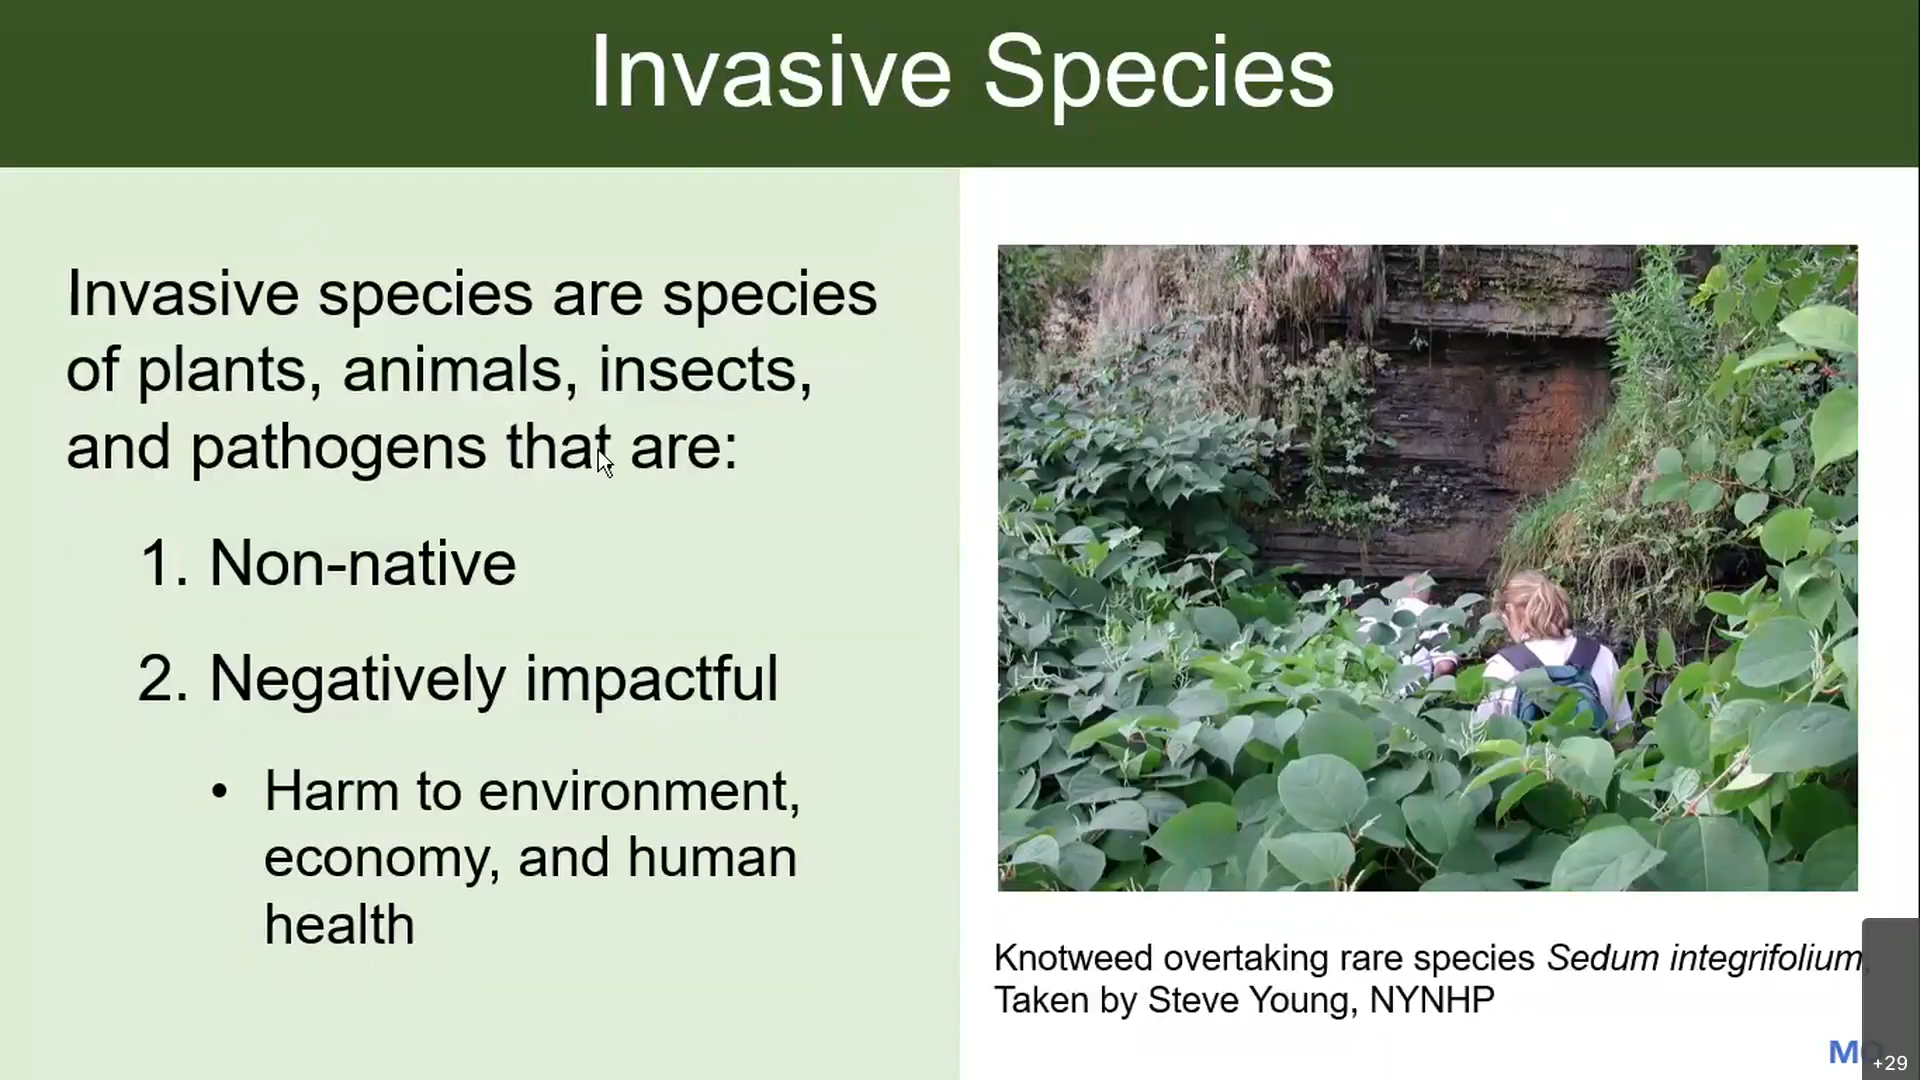 Invasive Species
Invasive species are species
of plants, animals, insects,
and pathogens that are:
1. Non-native
2. Negatively impactful
• Harm to environment,
economy, and human
health
Knotweed overtaking rare species Sedum integrifolium,
Taken by Steve Young, NYNHP
+29